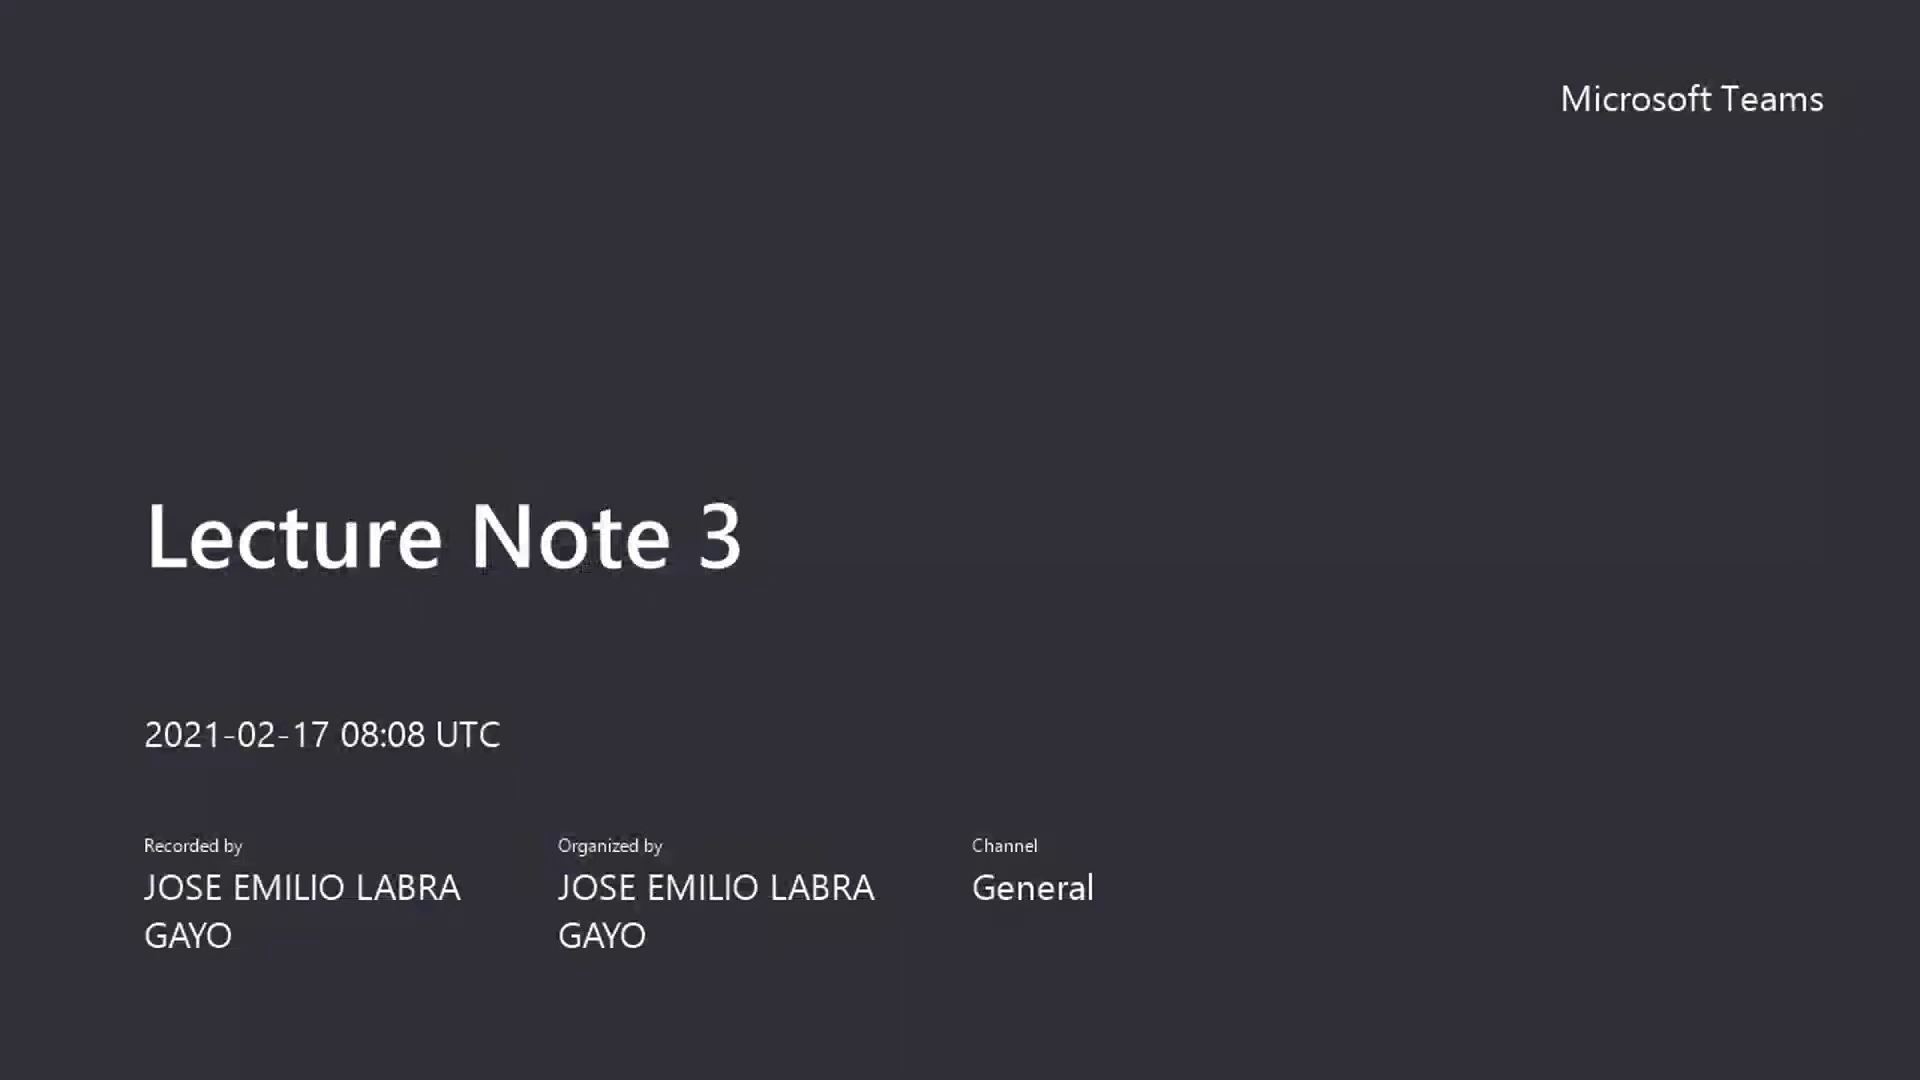 Microsoft Teams
Lecture Note 3
2021-02-17 08:08 UTC
Recorded by
JOSE EMILIO LABRA
GAYO
Organized by
JOSE EMILIO LABRA
GAYO
Channel
General